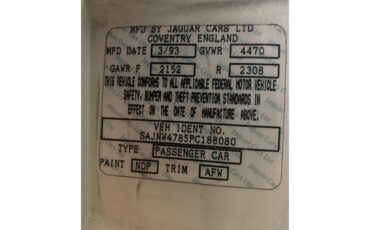 MFD BY JAGUAR CARS LTD
COVENTRY ENGLAND
MFD DATE 3/93 GVWR 4470
GAWR F 2152 R 2308
THIS VEHICLE CONFORMS TO ALL APPLICABLE FEDERAL MOTOR VEHICLE
SAFETY, BUMPER AND THEFT PREVENTION STANDARDS IN
EFFECT ON THE DATE OF MANUFACTURE ABOVE.
VEH IDENT NO.
SAJNW4785PC188080
TYPE PASSENGER CAR
PAINT NDP TRIM AFW